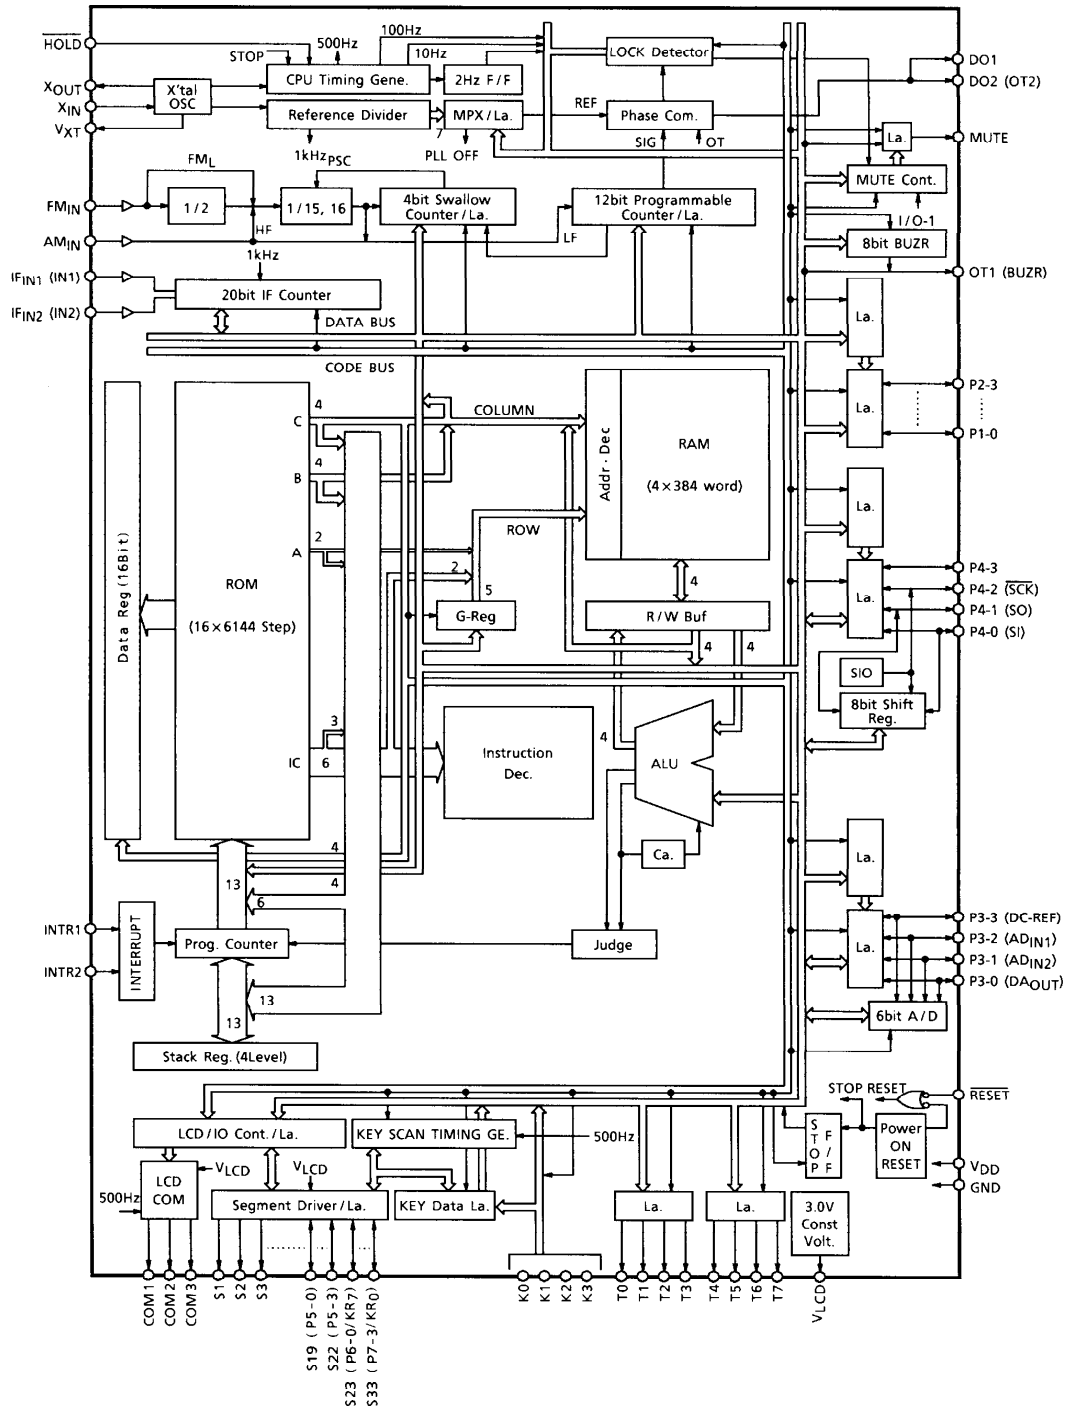 HOLD
STOP
500Hz
100Hz
10Hz
CPU Timing Gene.
2Hz F/F
LOCK Detector
DO1
DO2 (OT2)
XOUT
XIN
VXT
X'tal
OSC
Reference Divider
MPX/La.
7
REF
Phase Com.
SIG
OT
La.
MUTE
1kHz
PSC
PLL OFF
FML
FMIN
1/2
1/15, 16
4bit Swallow
Counter/La.
12bit Programmable
Counter/La.
MUTE Cont.
I/O-1
8bit BUZR
HF
LF
AMIN
1kHz
IFIN1 (IN1)
IFIN2 (IN2)
20bit IF Counter
OT1 (BUZR)
DATA BUS
CODE BUS
La.
La.
P2-3
P1-0
Data Reg (16Bit)
ROM
(16×6144 Step)
C
4
B
4
A
2
COLUMN
ROW
2
5
G-Reg
Addr·Dec
RAM
(4×384 word)
4
R/W Buf
4
4
La.
La.
P4-3
P4-2 (SCK)
P4-1 (SO)
P4-0 (SI)
SIO
8bit Shift
Reg.
IC
3
6
Instruction
Dec.
4
ALU
Ca.
Judge
La.
La.
P3-3 (DC-REF)
P3-2 (ADIN1)
P3-1 (ADIN2)
P3-0 (DAOUT)
6bit A/D
4
4
13
6
INTR1
INTR2
INTERRUPT
Prog. Counter
13
13
Stack Reg. (4Level)
STOP RESET
RESET
LCD/IO Cont./La.
KEY SCAN TIMING GE.
500Hz
STOP
F/F
Power
ON
RESET
VDD
GND
LCD
COM
VLCD
500Hz
VLCD
Segment Driver/La.
KEY Data La.
La.
La.
3.0V
Const
Volt.
COM1
COM2
COM3
S1
S2
S3
S19 (P5-0)
S22 (P5-3)
S23 (P6-0/KR7)
S33 (P7-3/KR0)
K0
K1
K2
K3
T0
T1
T2
T3
T4
T5
T6
T7
VLCD